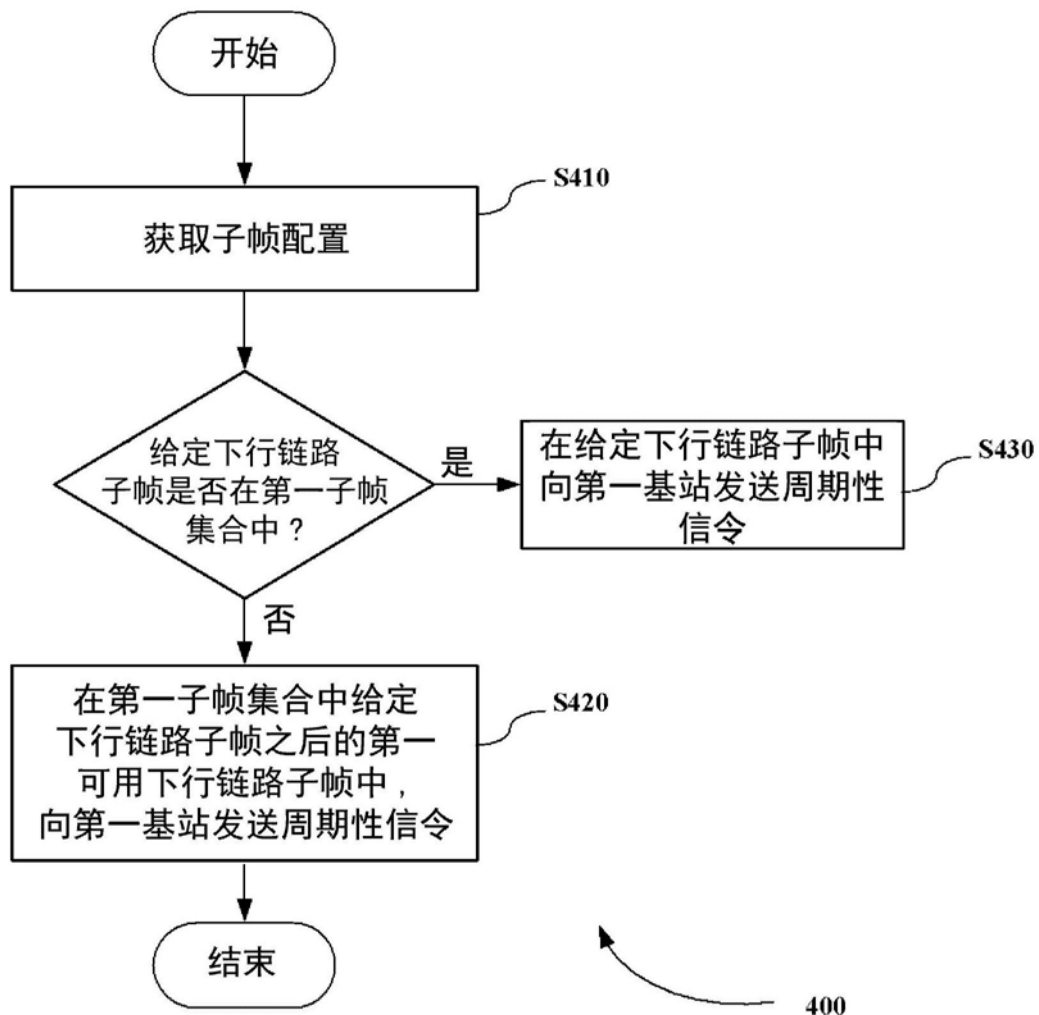 开始
S410
获取子帧配置
给定下行链路
子帧是否在第一子帧
集合中？
是
在给定下行链路子帧中
向第一基站发送周期性
信令
S430
否
在第一子帧集合中给定
下行链路子帧之后的第一
可用下行链路子帧中，
向第一基站发送周期性信令
S420
结束
400